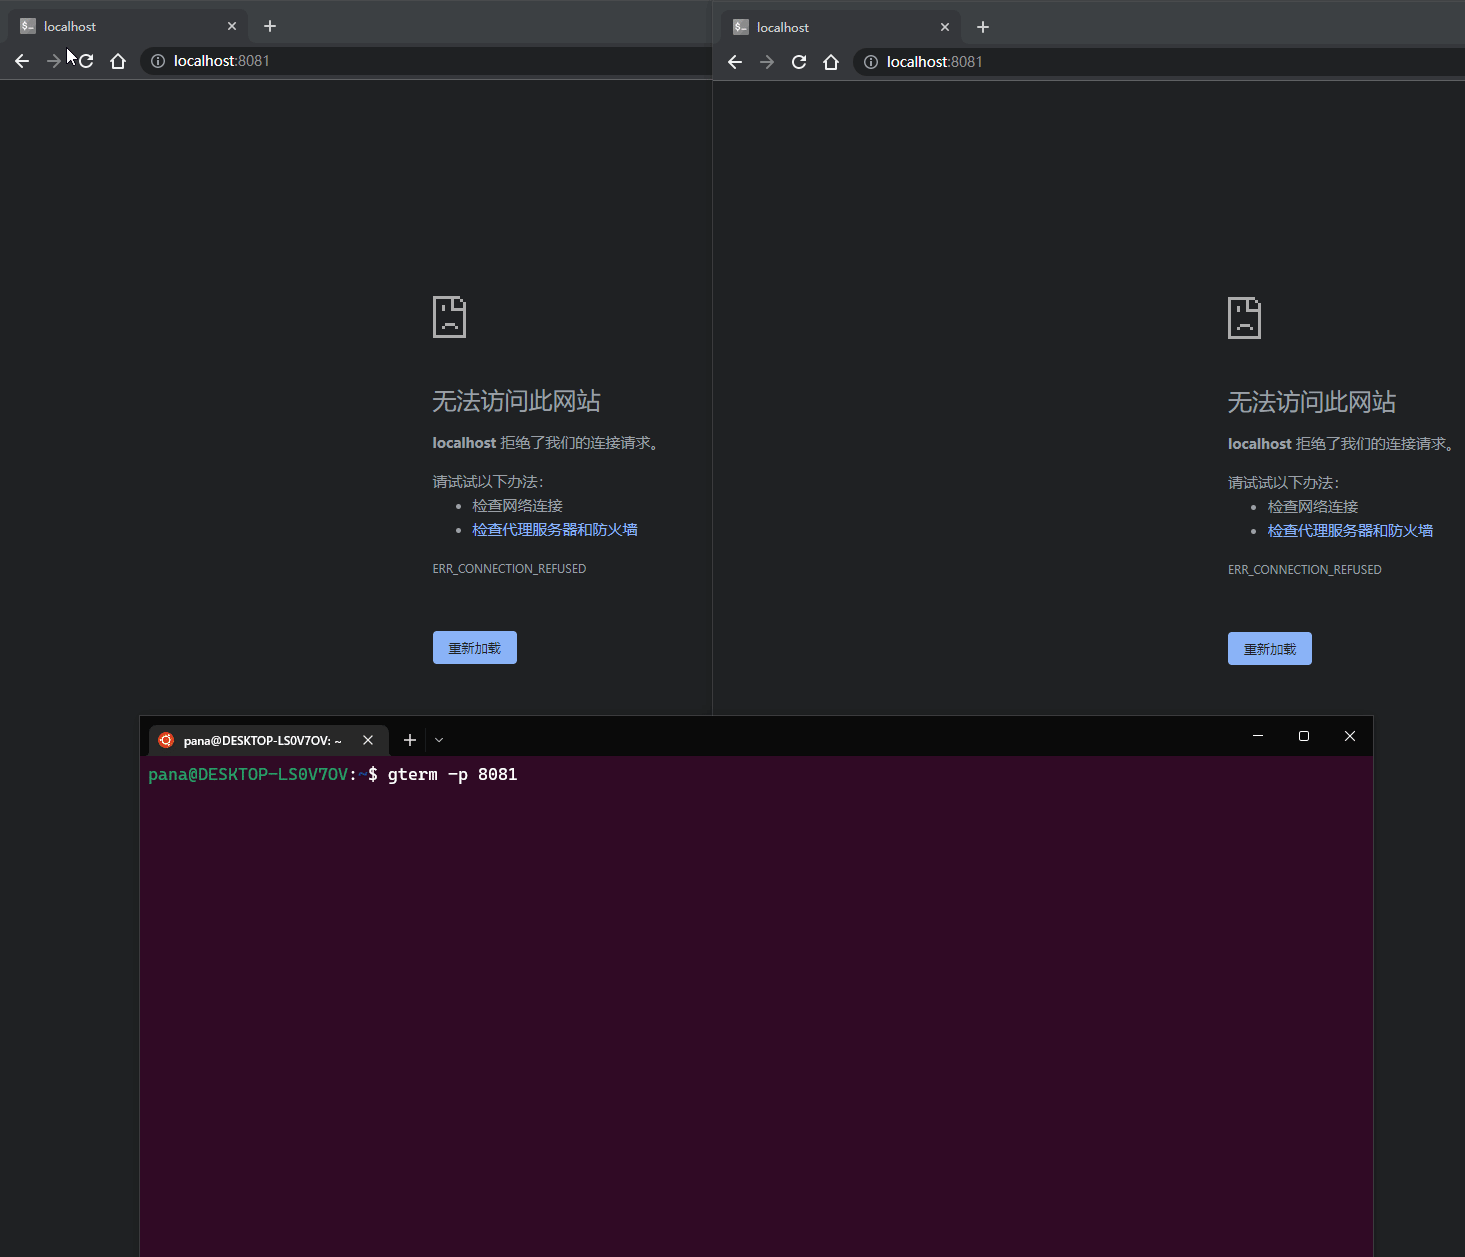 localhost
localhost:8081
无法访问此网站
localhost 拒绝了我们的连接请求。
请试试以下办法：
检查网络连接
检查代理服务器和防火墙
ERR_CONNECTION_REFUSED
重新加载
localhost
localhost:8081
无法访问此网站
localhost 拒绝了我们的连接请求。
请试试以下办法：
检查网络连接
检查代理服务器和防火墙
ERR_CONNECTION_REFUSED
重新加载
pana@DESKTOP-LS0V7OV: ~
pana@DESKTOP-LS0V7OV:~$ gterm -p 8081